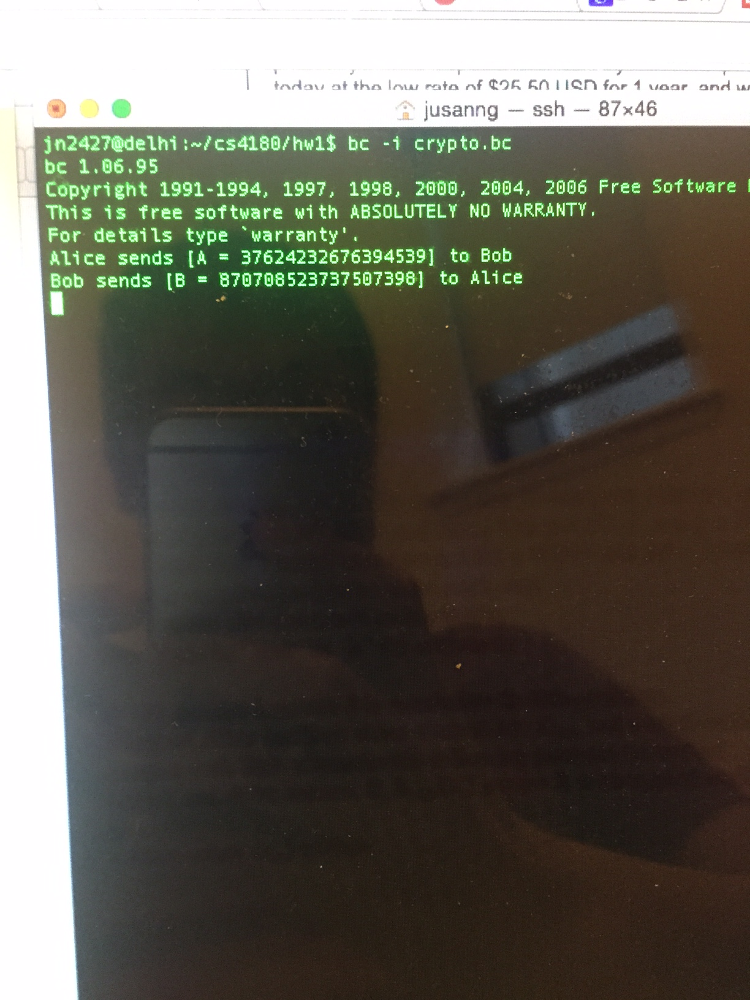 today at the low rate of $25.50 USD for 1 year, and
jusanng — ssh — 87×46
jn2427@delhi:~/cs4180/hw1$ bc -i crypto.bc
bc 1.06.95
Copyright 1991-1994, 1997, 1998, 2000, 2004, 2006 Free Software
This is free software with ABSOLUTELY NO WARRANTY.
For details type `warranty'.
Alice sends [A = 37624232676394539] to Bob
Bob sends [B = 870708523737507398] to Alice